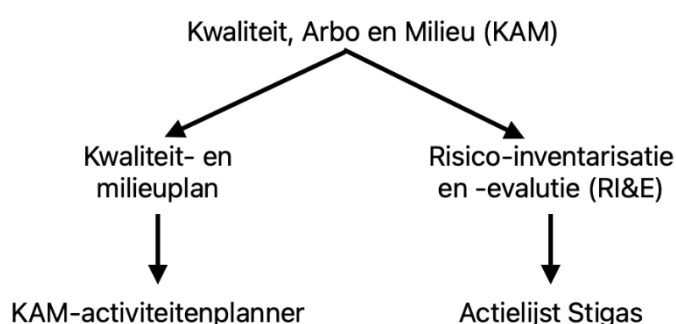 Kwaliteit, Arbo en Milieu (KAM)
Kwaliteit- en
milieuplan
Risico-inventarisatie
en -evalutie (RI&E)
KAM-activiteitenplanner
Actielijst Stigas